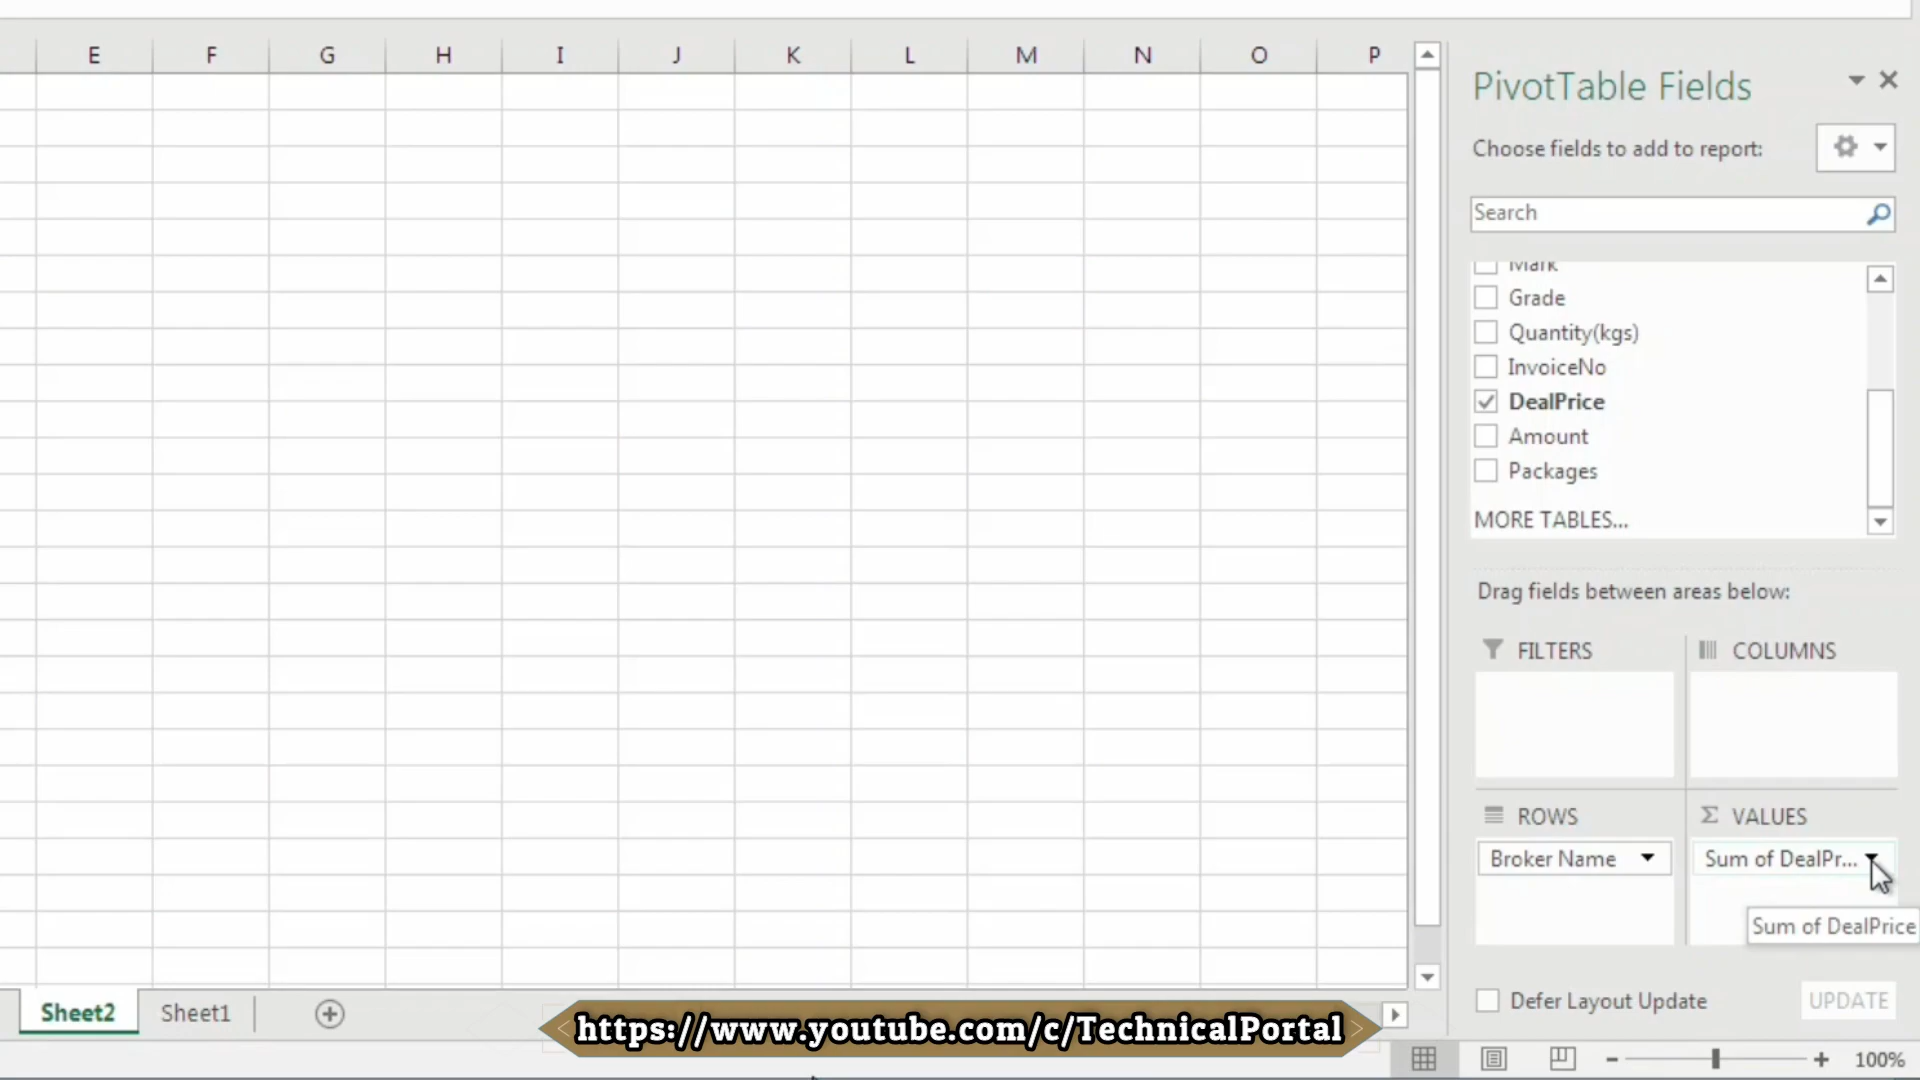 E F G H I J K L M N O P
PivotTable Fields
Choose fields to add to report:
Search
Mark
Grade
Quantity(kgs)
InvoiceNo
DealPrice
Amount
Packages
MORE TABLES...
Drag fields between areas below:
FILTERS
COLUMNS
ROWS
Σ VALUES
Broker Name
Sum of DealPr...
Sum of DealPrice
Defer Layout Update
UPDATE
Sheet2
Sheet1
https://www.youtube.com/c/TechnicalPortal
100%